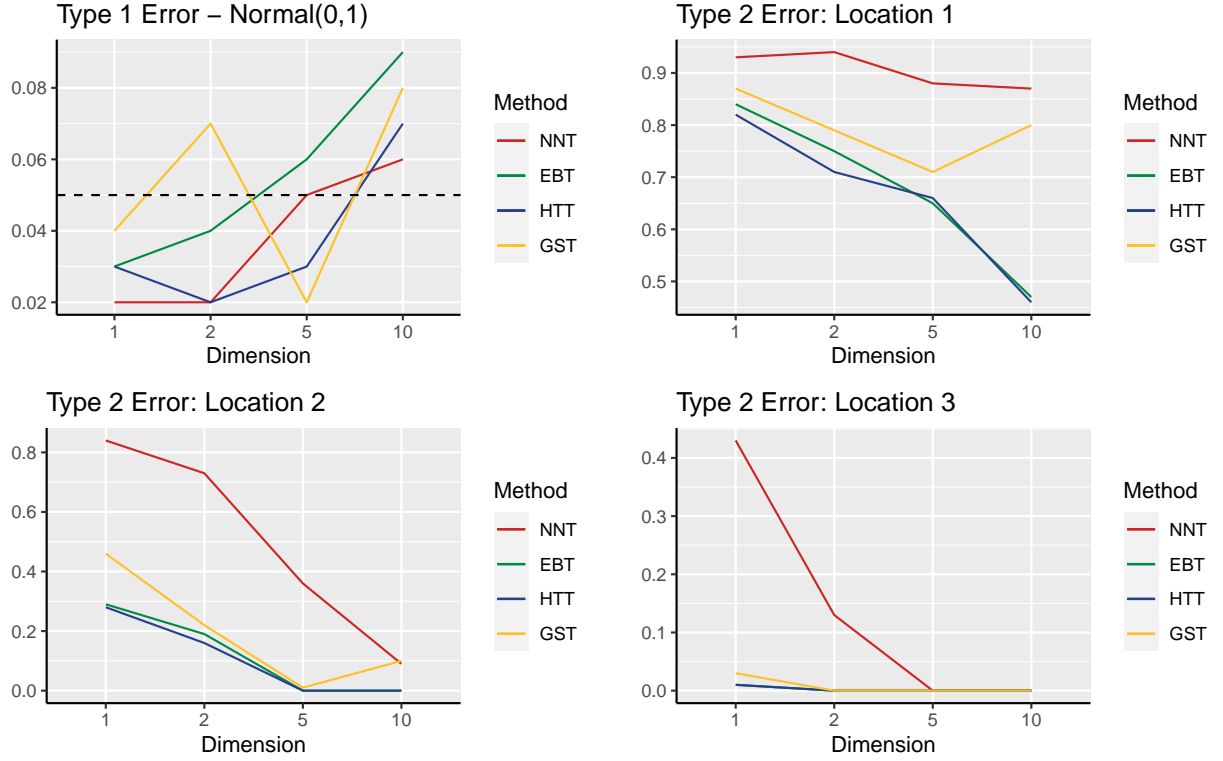 Type 1 Error – Normal(0,1)
0.08
0.06
0.04
0.02
1 2 5 10
Dimension
Method
NNT
EBT
HTT
GST
Type 2 Error: Location 1
0.9
0.8
0.7
0.6
0.5
1 2 5 10
Dimension
Method
NNT
EBT
HTT
GST
Type 2 Error: Location 2
0.8
0.6
0.4
0.2
0.0
1 2 5 10
Dimension
Method
NNT
EBT
HTT
GST
Type 2 Error: Location 3
0.4
0.3
0.2
0.1
0.0
1 2 5 10
Dimension
Method
NNT
EBT
HTT
GST